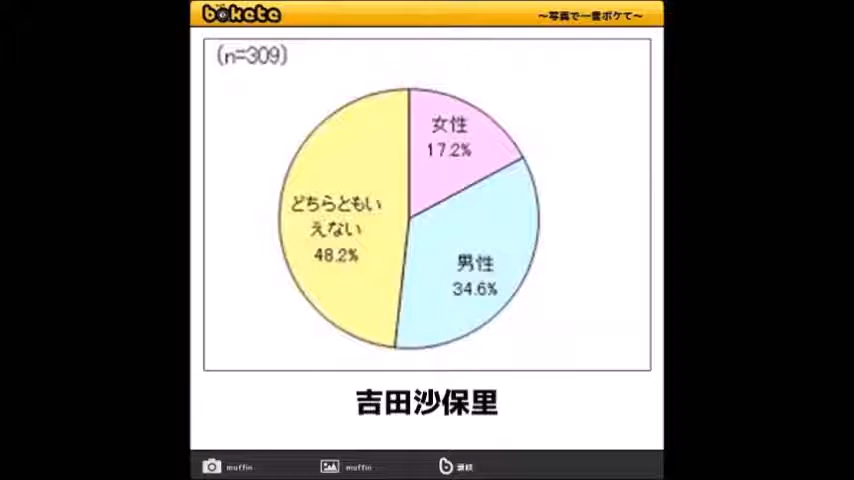 bokete
〜写真で一言ボケて〜
(n=309)
女性
17.2%
どちらともい
えない
48.2%
男性
34.6%
吉田沙保里
muffin
muffin